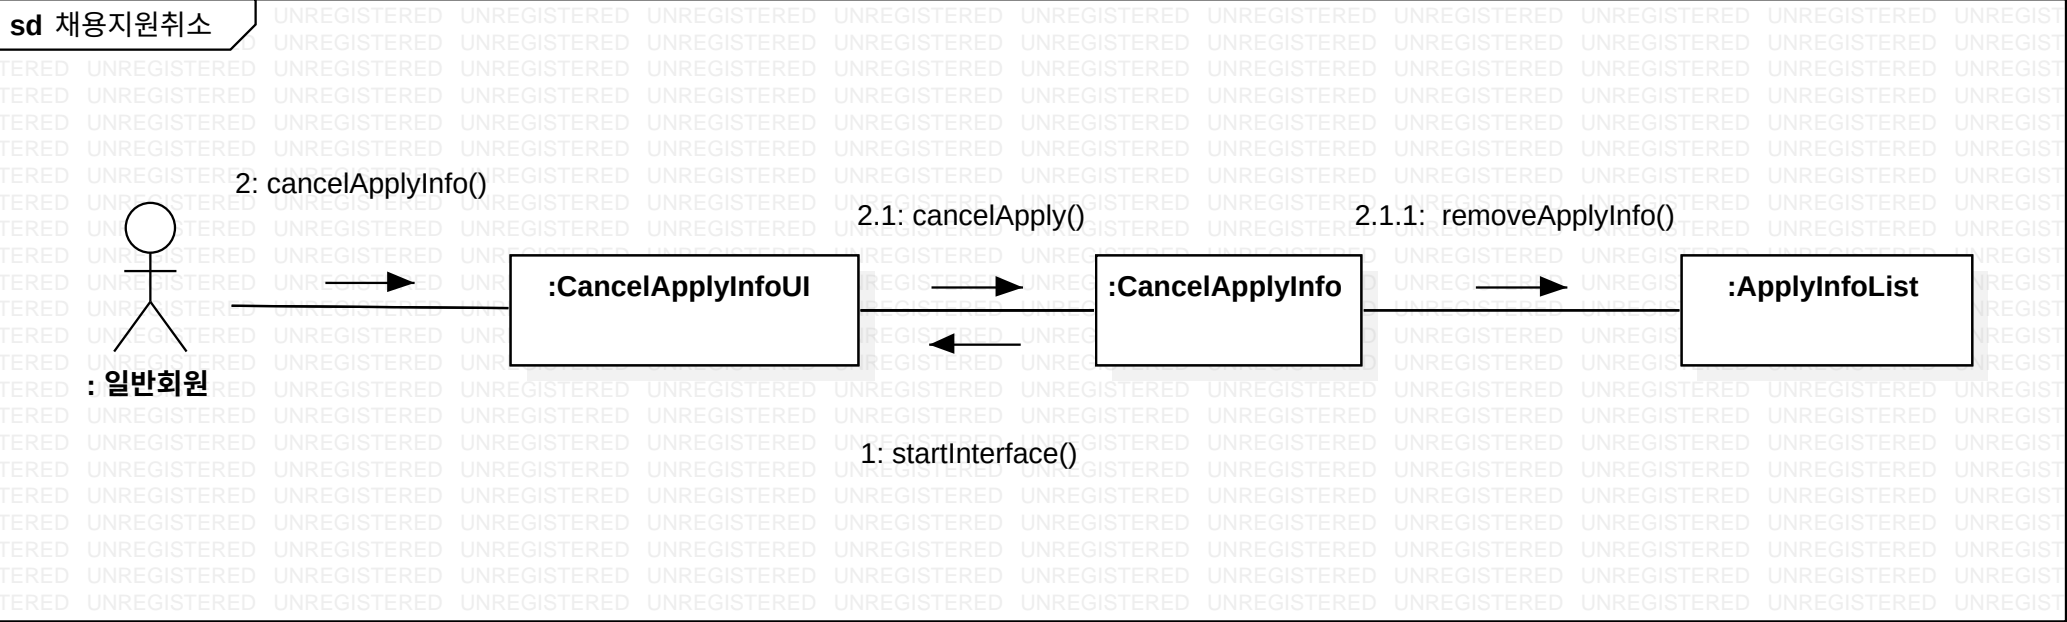 sd 채용지원취소
2: cancelApplyInfo()
2.1: cancelApply()
2.1.1: removeApplyInfo()
:CancelApplyInfoUI
:CancelApplyInfo
:ApplyInfoList
: 일반회원
1: startInterface()
UNREGISTERED